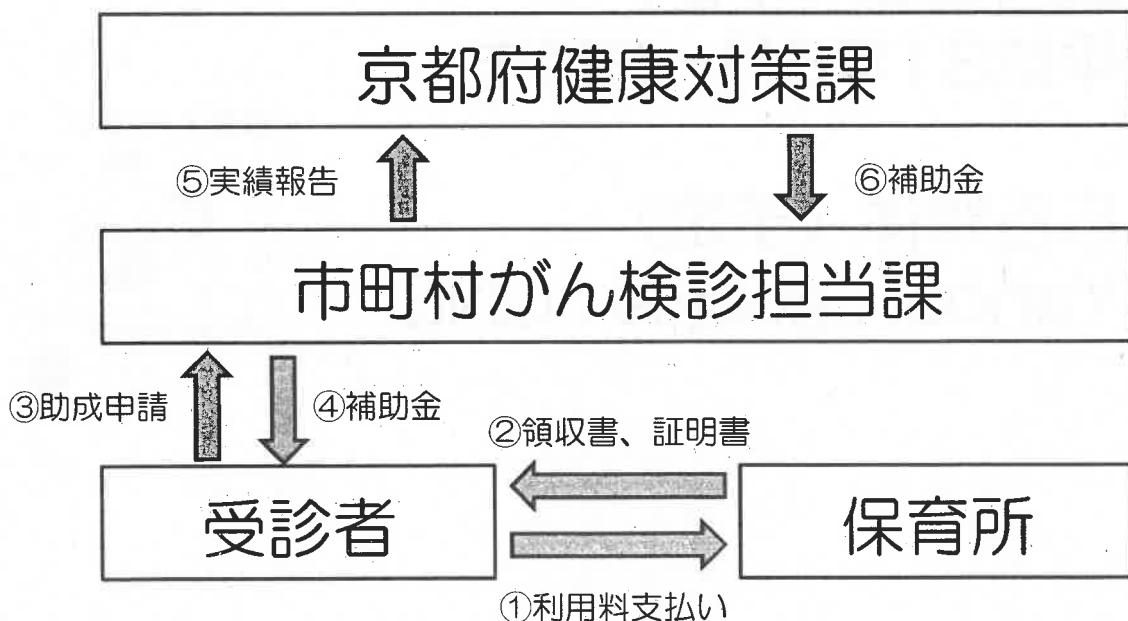 京都府健康対策課
⑤実績報告
⑥補助金
市町村がん検診担当課
③助成申請
④補助金
②領収書、証明書
受診者
保育所
①利用料支払い